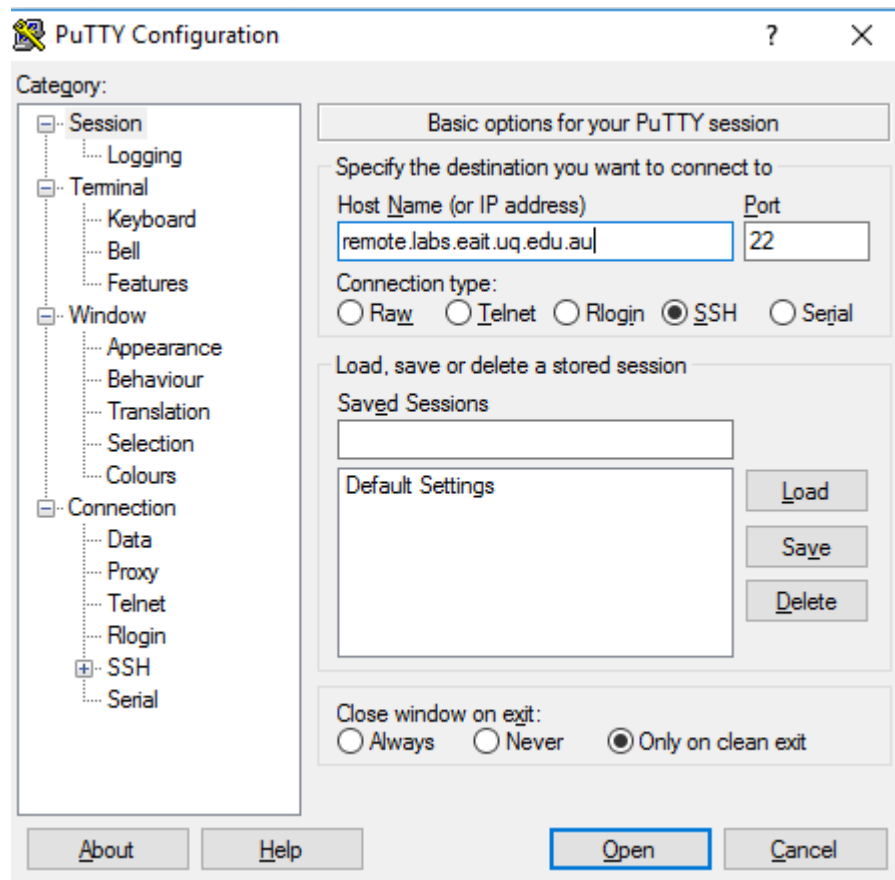 PuTTY Configuration
?
Category:
Session
Logging
Terminal
Keyboard
Bell
Features
Window
Appearance
Behaviour
Translation
Selection
Colours
Connection
Data
Proxy
Telnet
Rlogin
SSH
Serial
Basic options for your PuTTY session
Specify the destination you want to connect to
Host Name (or IP address) Port
remote.labs.eait.uq.edu.au 22
Connection type:
Raw Telnet Rlogin SSH Serial
Load, save or delete a stored session
Saved Sessions
Default Settings
Load
Save
Delete
Close window on exit:
Always Never Only on clean exit
About Help Open Cancel